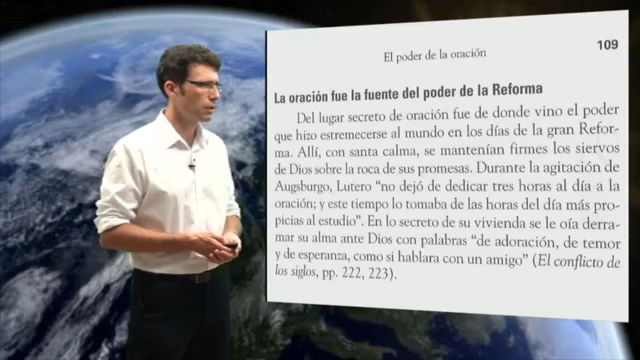 El poder de la oración 109
La oración fue la fuente del poder de la Reforma
Del lugar secreto de oración fue de donde vino el poder
que hizo estremecerse al mundo en los días de la gran Refor-
ma. Allí, con santa calma, se mantenían firmes los siervos
de Dios sobre la roca de sus promesas. Durante la agitación de
Augsburgo, Lutero “no dejó de dedicar tres horas al día a la
oración; y este tiempo lo tomaba de las horas del día más pro-
picias al estudio”. En lo secreto de su vivienda se le oía derra-
mar su alma ante Dios con palabras “de adoración, de temor
y de esperanza, como si hablara con un amigo” (El conflicto de
los siglos, pp. 222, 223).